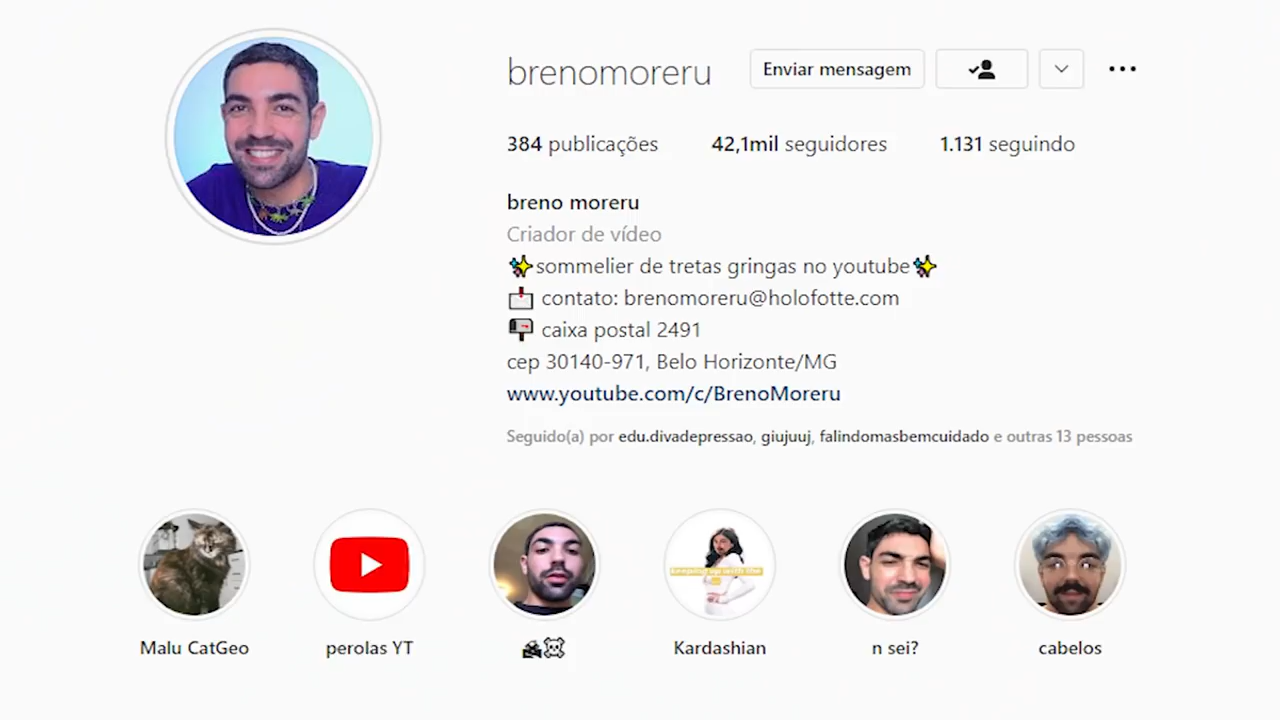 brenomoreru
Enviar mensagem
384 publicações
42,1mil seguidores
1.131 seguindo
breno moreru
Criador de vídeo
✨sommelier de tretas gringas no youtube✨
📩 contato: brenomoreru@holofotte.com
📪 caixa postal 2491
cep 30140-971, Belo Horizonte/MG
www.youtube.com/c/BrenoMoreru
Seguido(a) por edu.divadepressao, giujuuj, falindomasbemcuidado e outras 13 pessoas
Malu CatGeo
perolas YT
Kardashian
n sei?
cabelos